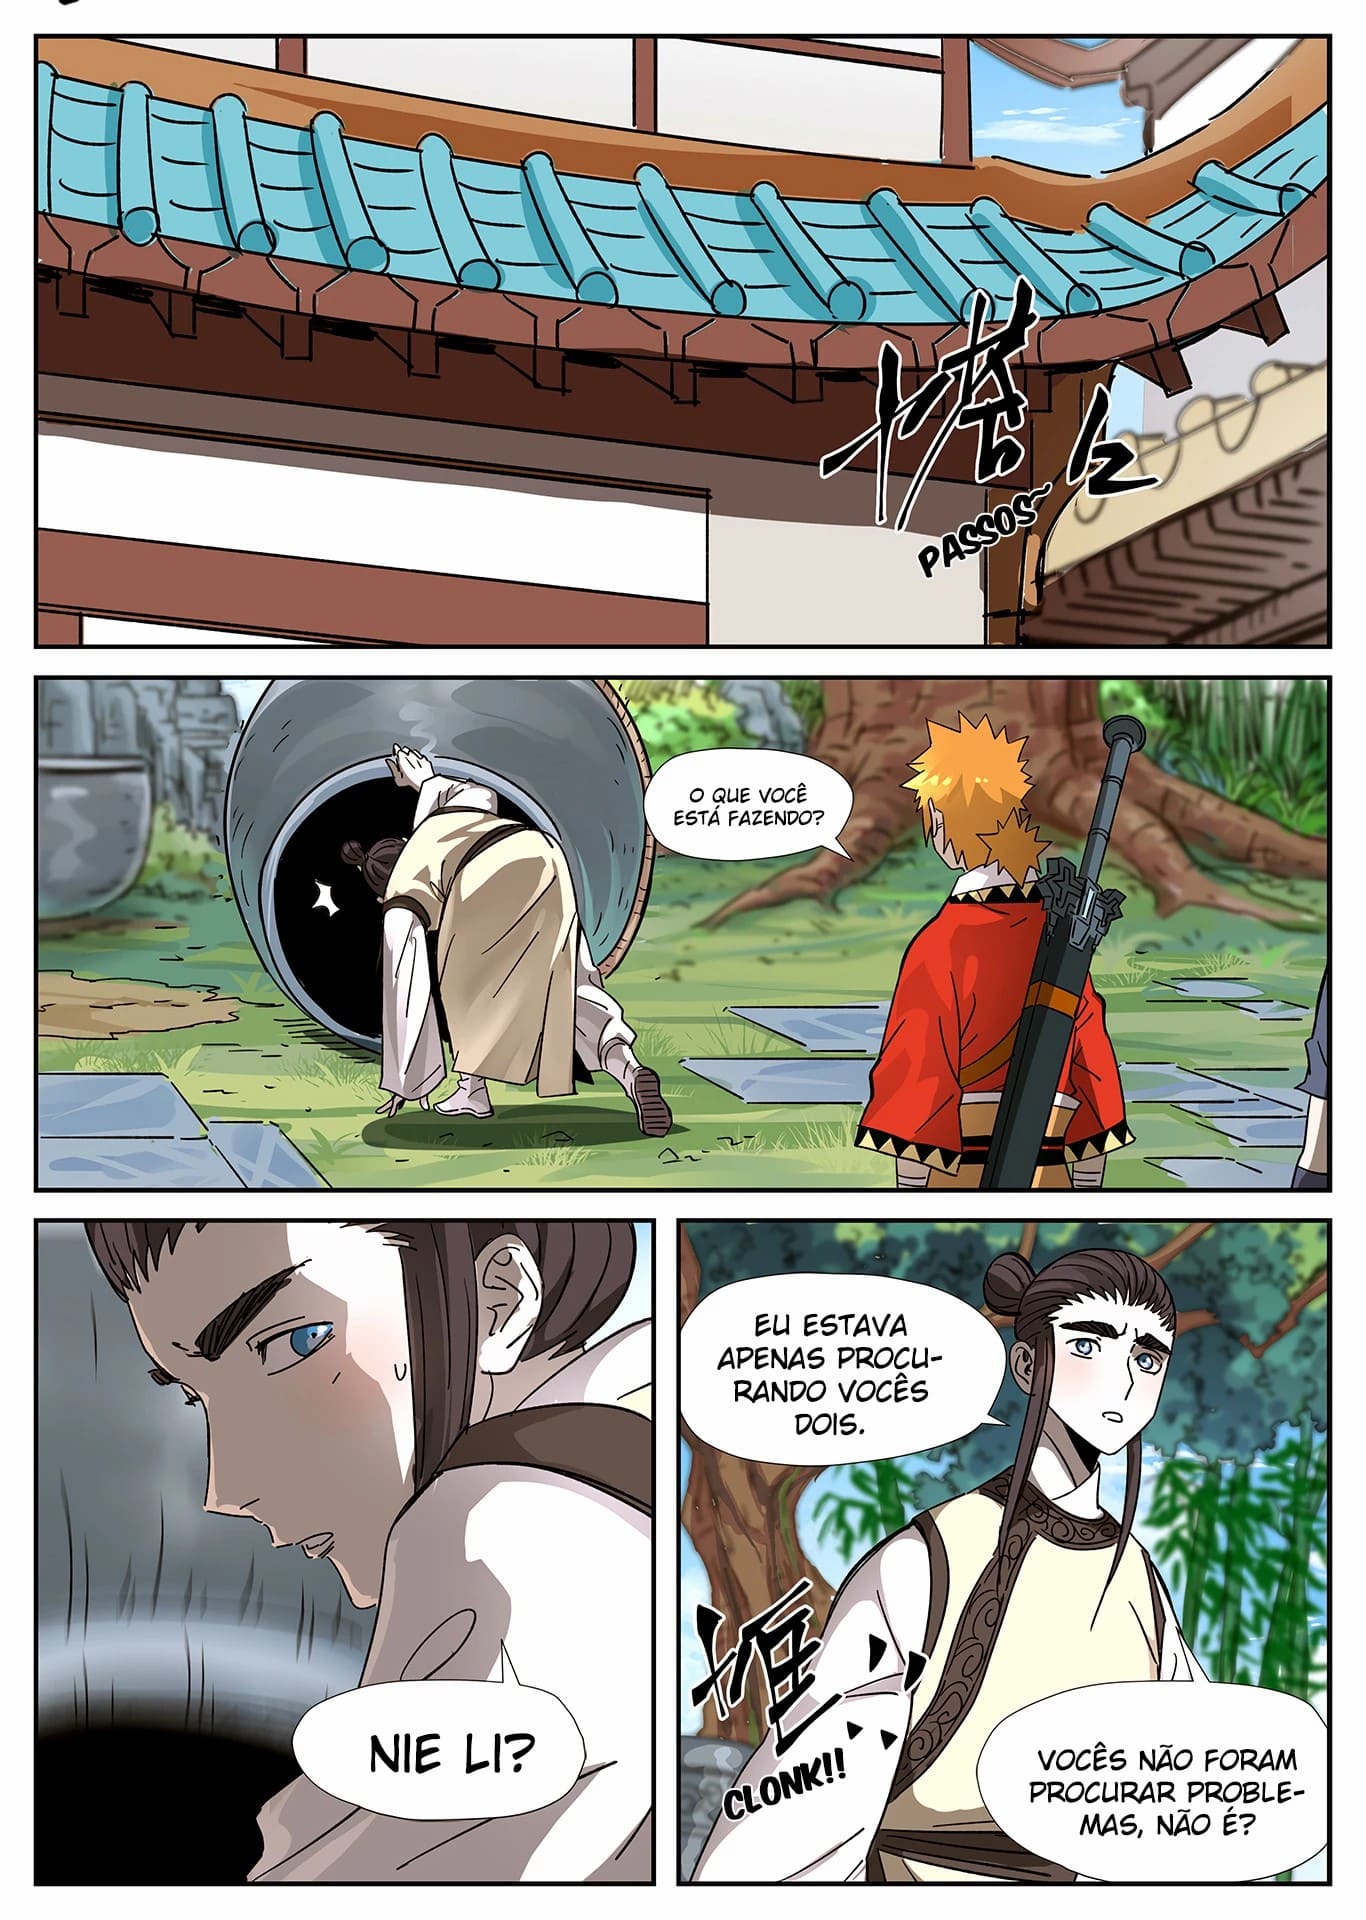 PASSOS~
O QUE VOCÊ
ESTÁ FAZENDO?
NIE LI?
EU ESTAVA
APENAS PROCU-
RANDO VOCÊS
DOIS.
CLONK!!
VOCÊS NÃO FORAM
PROCURAR PROBLE-
MAS, NÃO É?